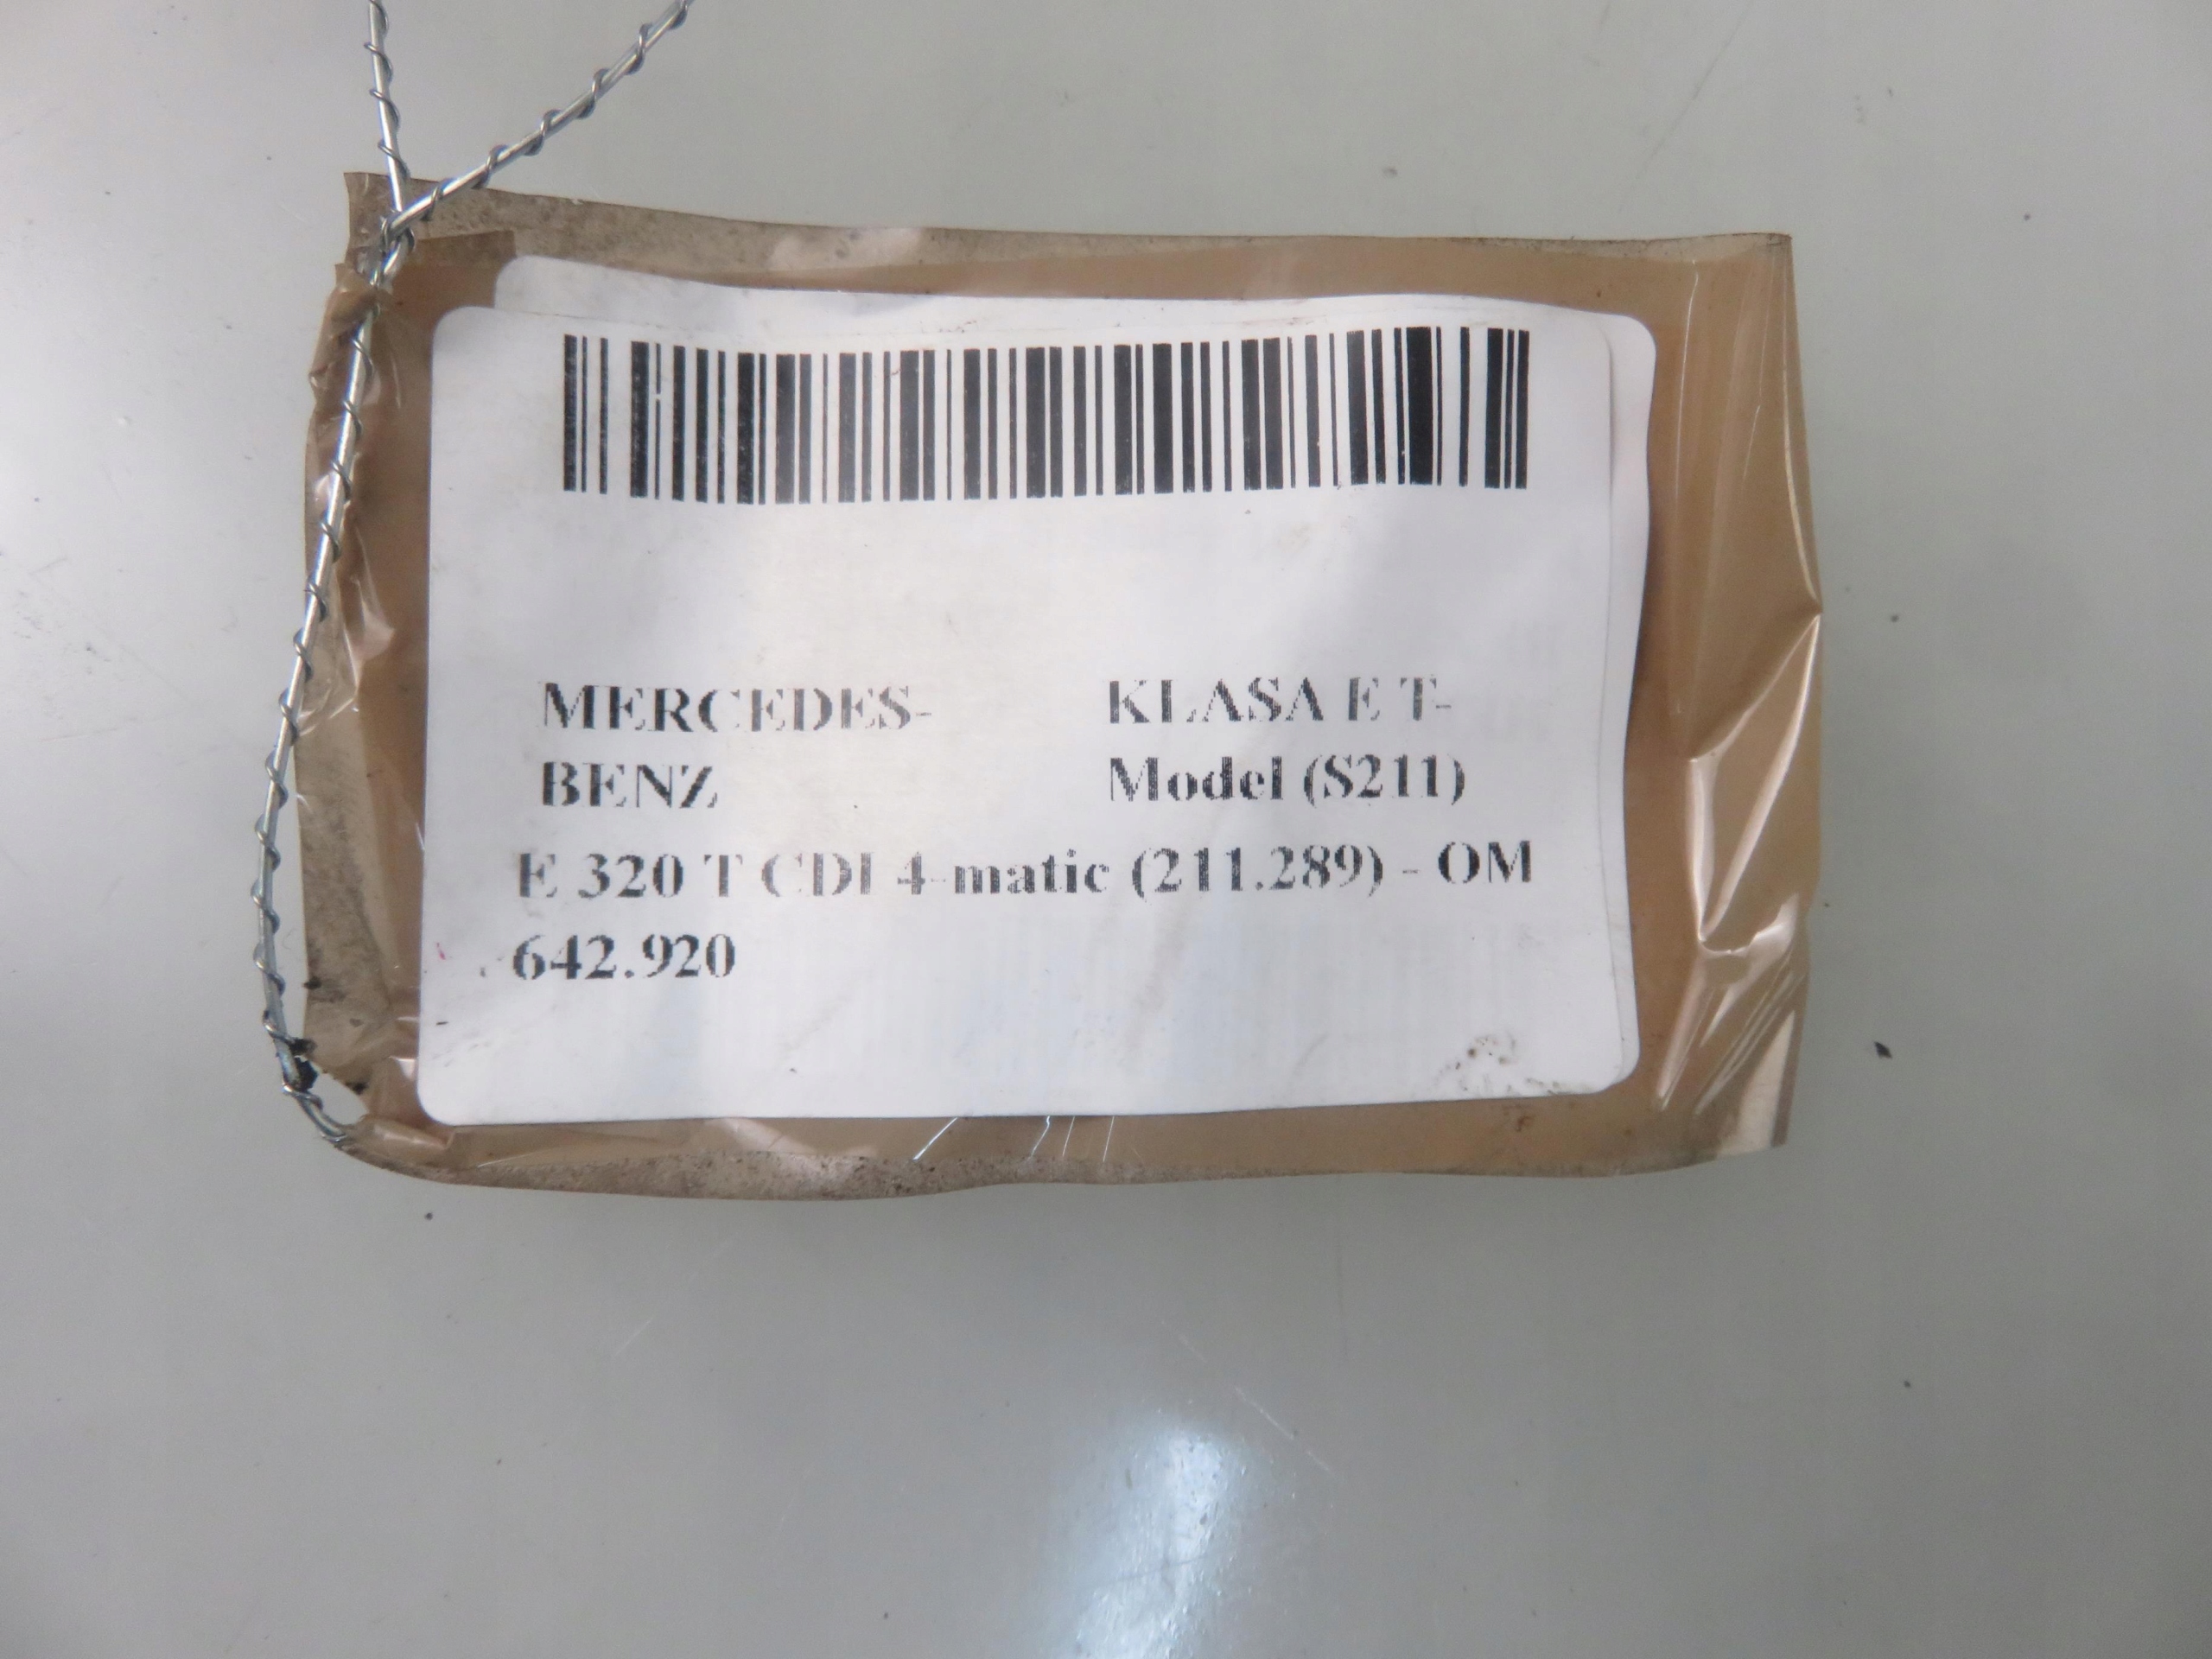 MERCEDES-
BENZ
KLASA E T-
Model (S211)
E 320 T CDI 4-matic (211.289) - OM
642.920